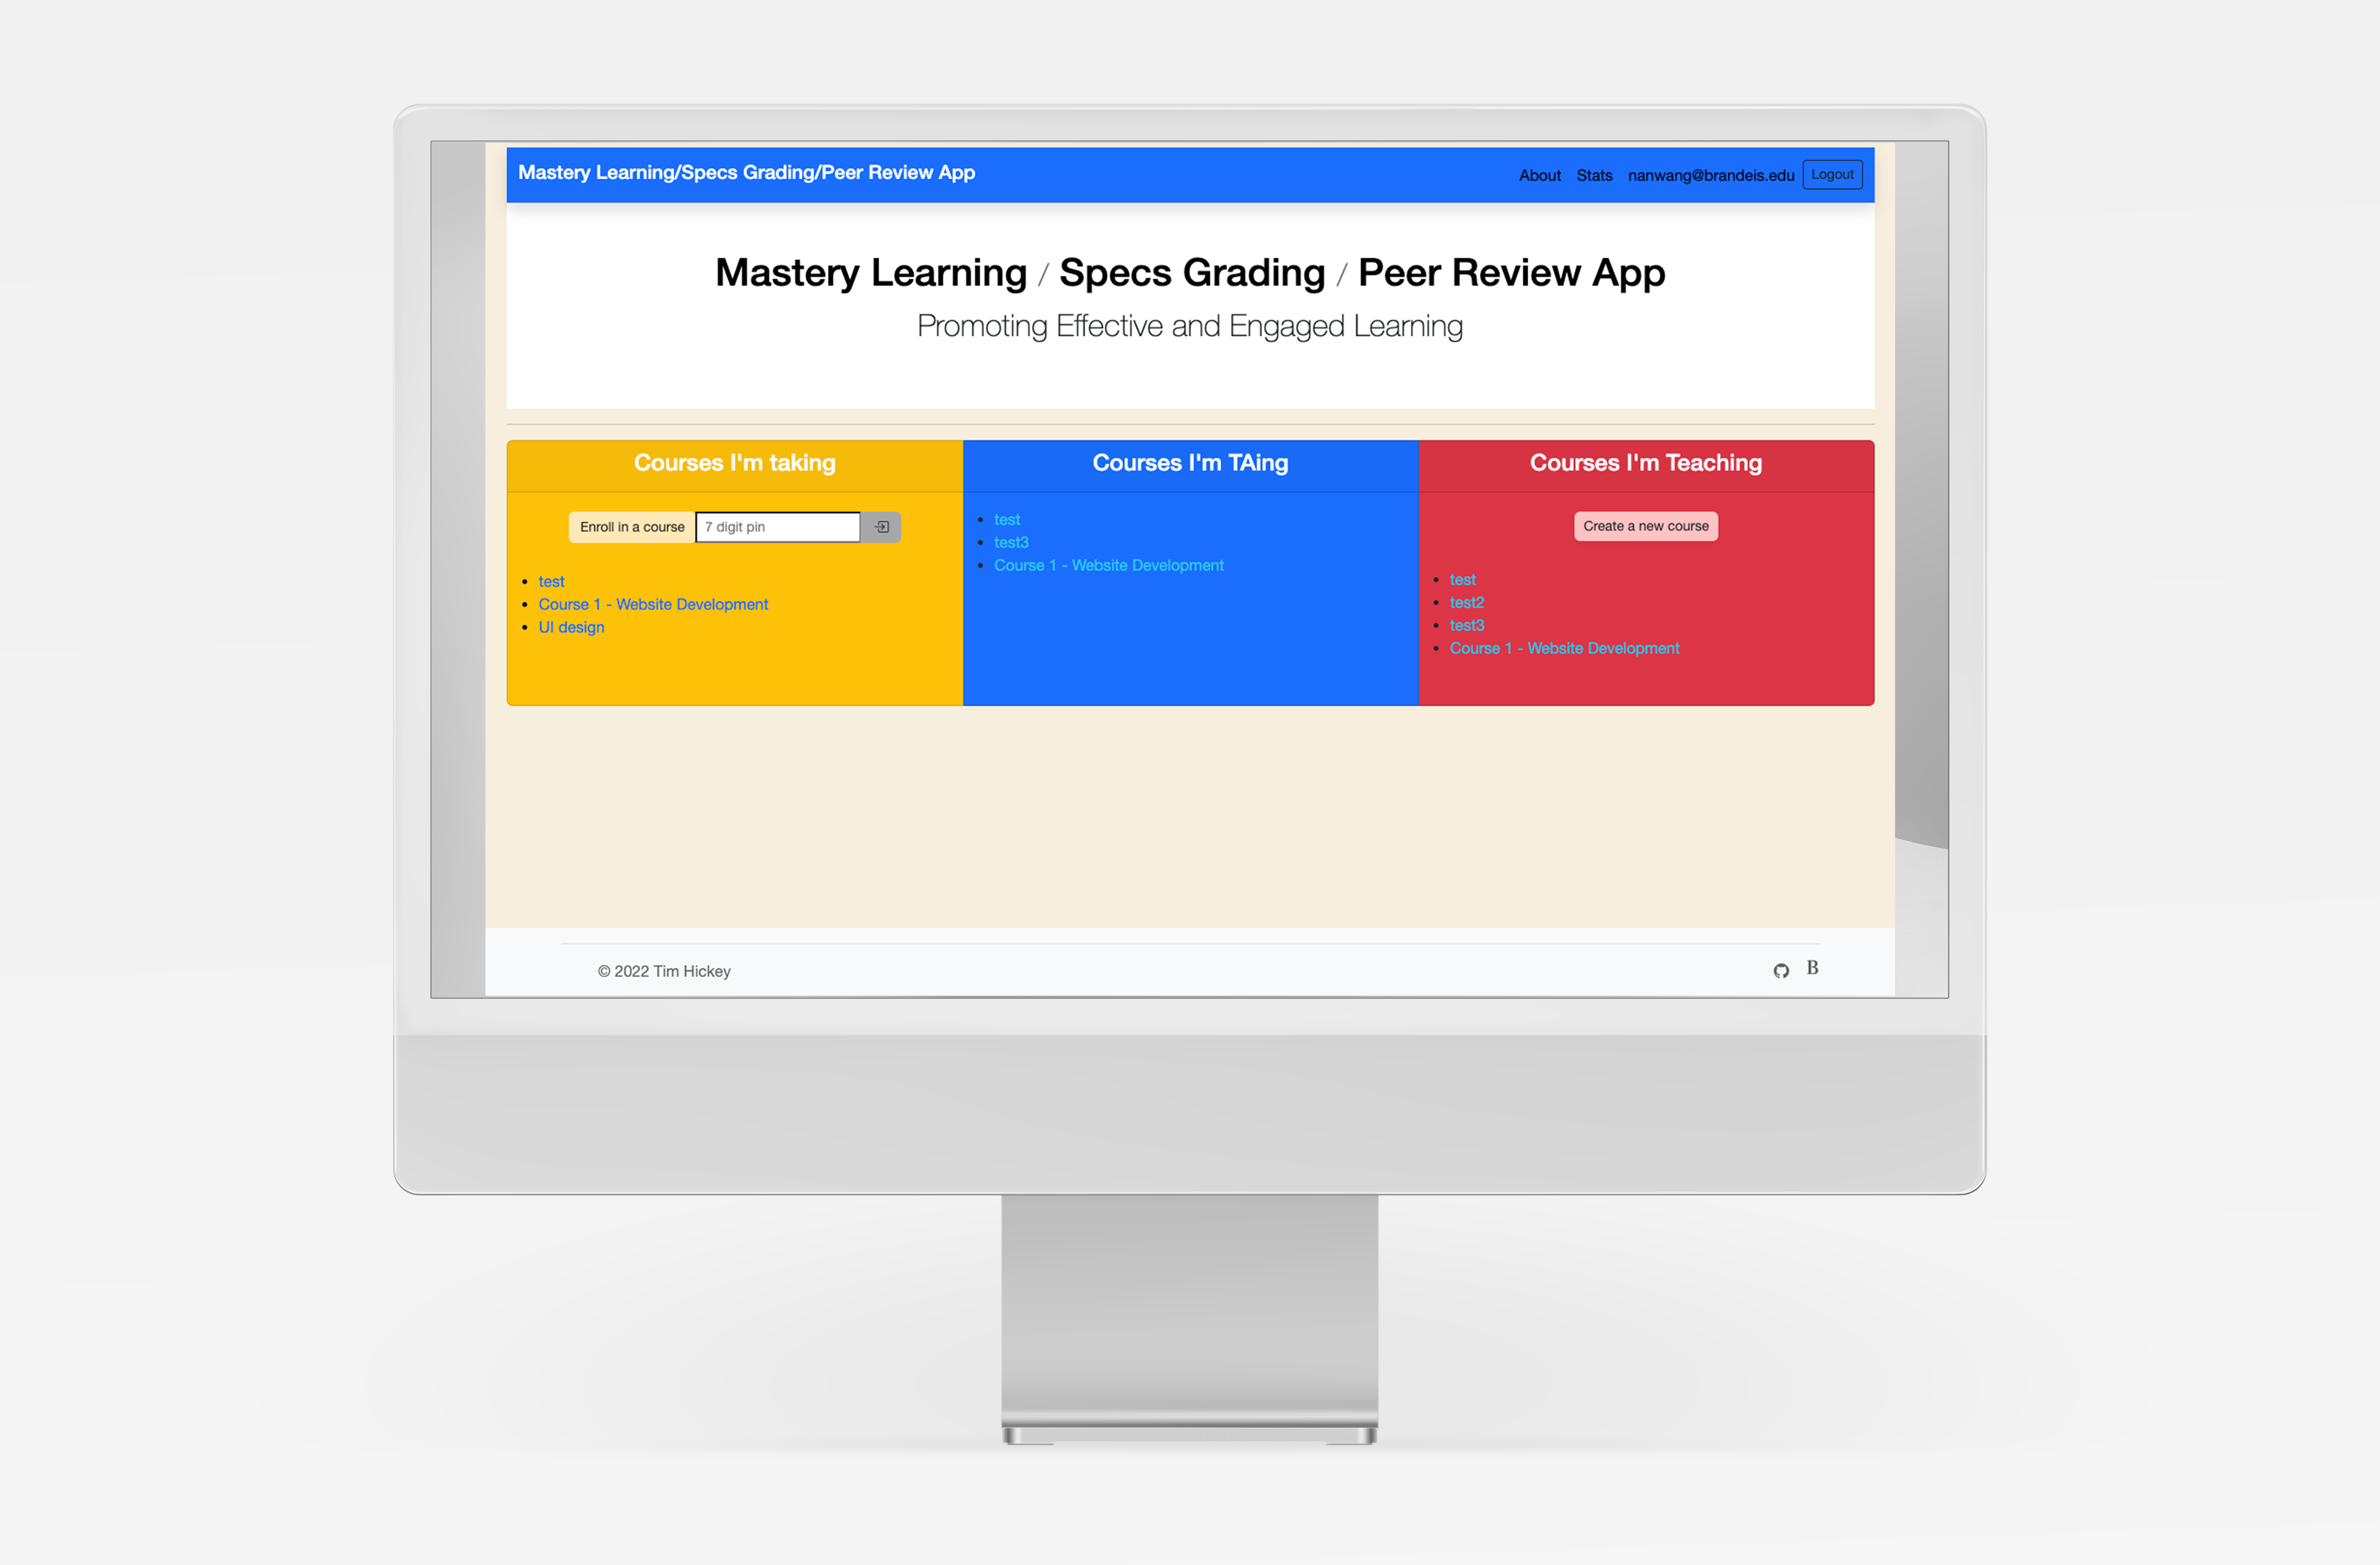 Mastery Learning/Specs Grading/Peer Review App
About Stats nanwang@brandeis.edu Logout
Mastery Learning / Specs Grading / Peer Review App
Promoting Effective and Engaged Learning
Courses I'm taking
Enroll in a course 7 digit pin
test
Course 1 - Website Development
UI design
Courses I'm TAing
test
test3
Course 1 - Website Development
Courses I'm Teaching
Create a new course
test
test2
test3
Course 1 - Website Development
© 2022 Tim Hickey
B